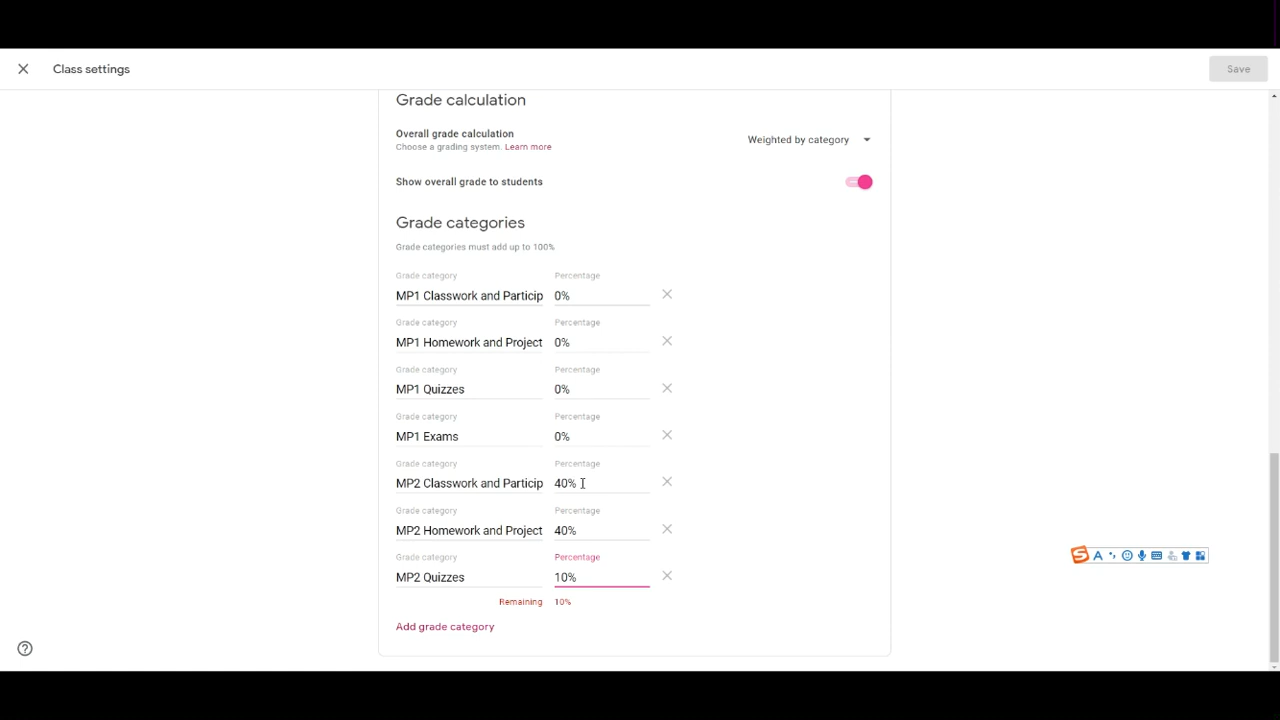 Class settings
Save
Grade calculation
Overall grade calculation
Choose a grading system. Learn more
Weighted by category
Show overall grade to students
Grade categories
Grade categories must add up to 100%
Grade category Percentage
MP1 Classwork and Particip 0%
Grade category Percentage
MP1 Homework and Project 0%
Grade category Percentage
MP1 Quizzes 0%
Grade category Percentage
MP1 Exams 0%
Grade category Percentage
MP2 Classwork and Particip 40%
Grade category Percentage
MP2 Homework and Project 40%
Grade category Percentage
MP2 Quizzes 10%
Remaining 10%
Add grade category